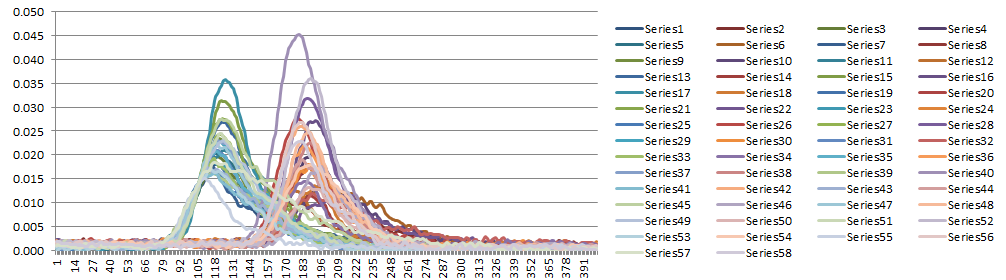 0.050
0.045
0.040
0.035
0.030
0.025
0.020
0.015
0.010
0.005
0.000
1 14 27 40 53 66 79 92 105 118 131 144 157 170 183 196 209 222 235 248 261 274 287 300 313 326 339 352 365 378 391
Series1 Series2 Series3 Series4
Series5 Series6 Series7 Series8
Series9 Series10 Series11 Series12
Series13 Series14 Series15 Series16
Series17 Series18 Series19 Series20
Series21 Series22 Series23 Series24
Series25 Series26 Series27 Series28
Series29 Series30 Series31 Series32
Series33 Series34 Series35 Series36
Series37 Series38 Series39 Series40
Series41 Series42 Series43 Series44
Series45 Series46 Series47 Series48
Series49 Series50 Series51 Series52
Series53 Series54 Series55 Series56
Series57 Series58